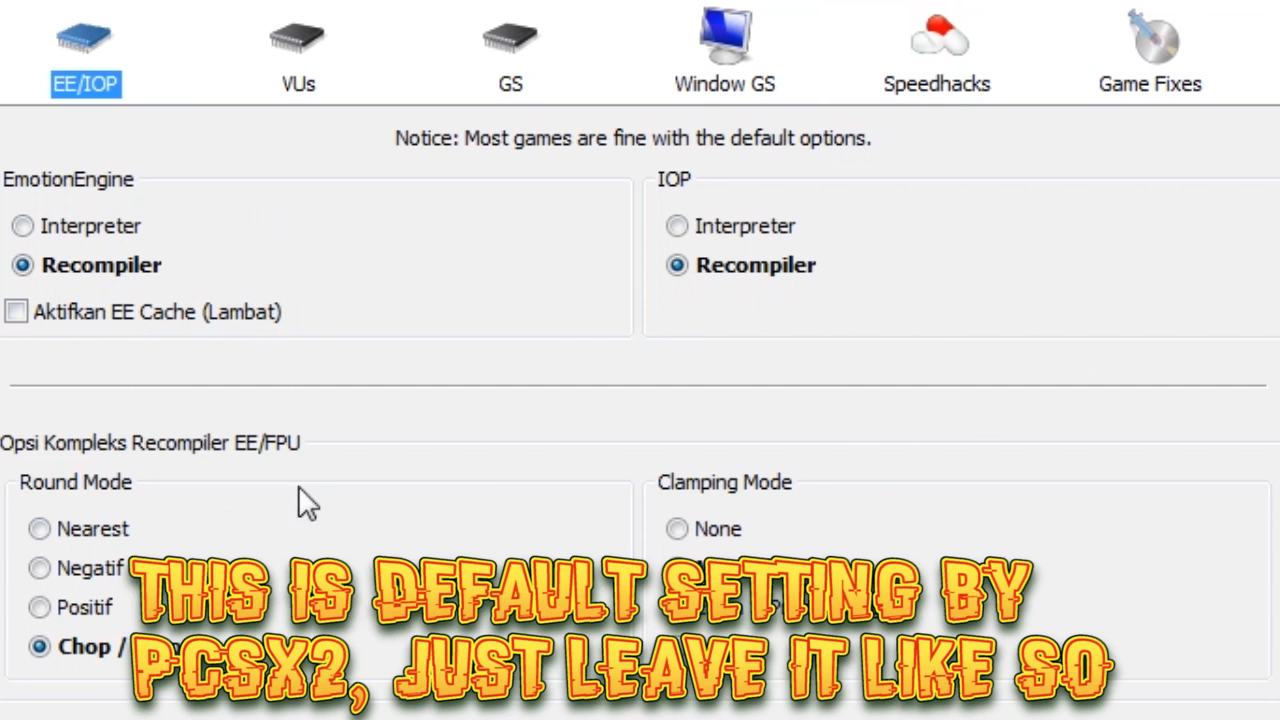 EE/IOP VUs GS Window GS Speedhacks Game Fixes
Notice: Most games are fine with the default options.
EmotionEngine
Interpreter
Recompiler
Aktifkan EE Cache (Lambat)
IOP
Interpreter
Recompiler
Opsi Kompleks Recompiler EE/FPU
Round Mode
Nearest
Negatif
Positif
Chop /
Clamping Mode
None
THIS IS DEFAULT SETTING BY
PCSX2, JUST LEAVE IT LIKE SO